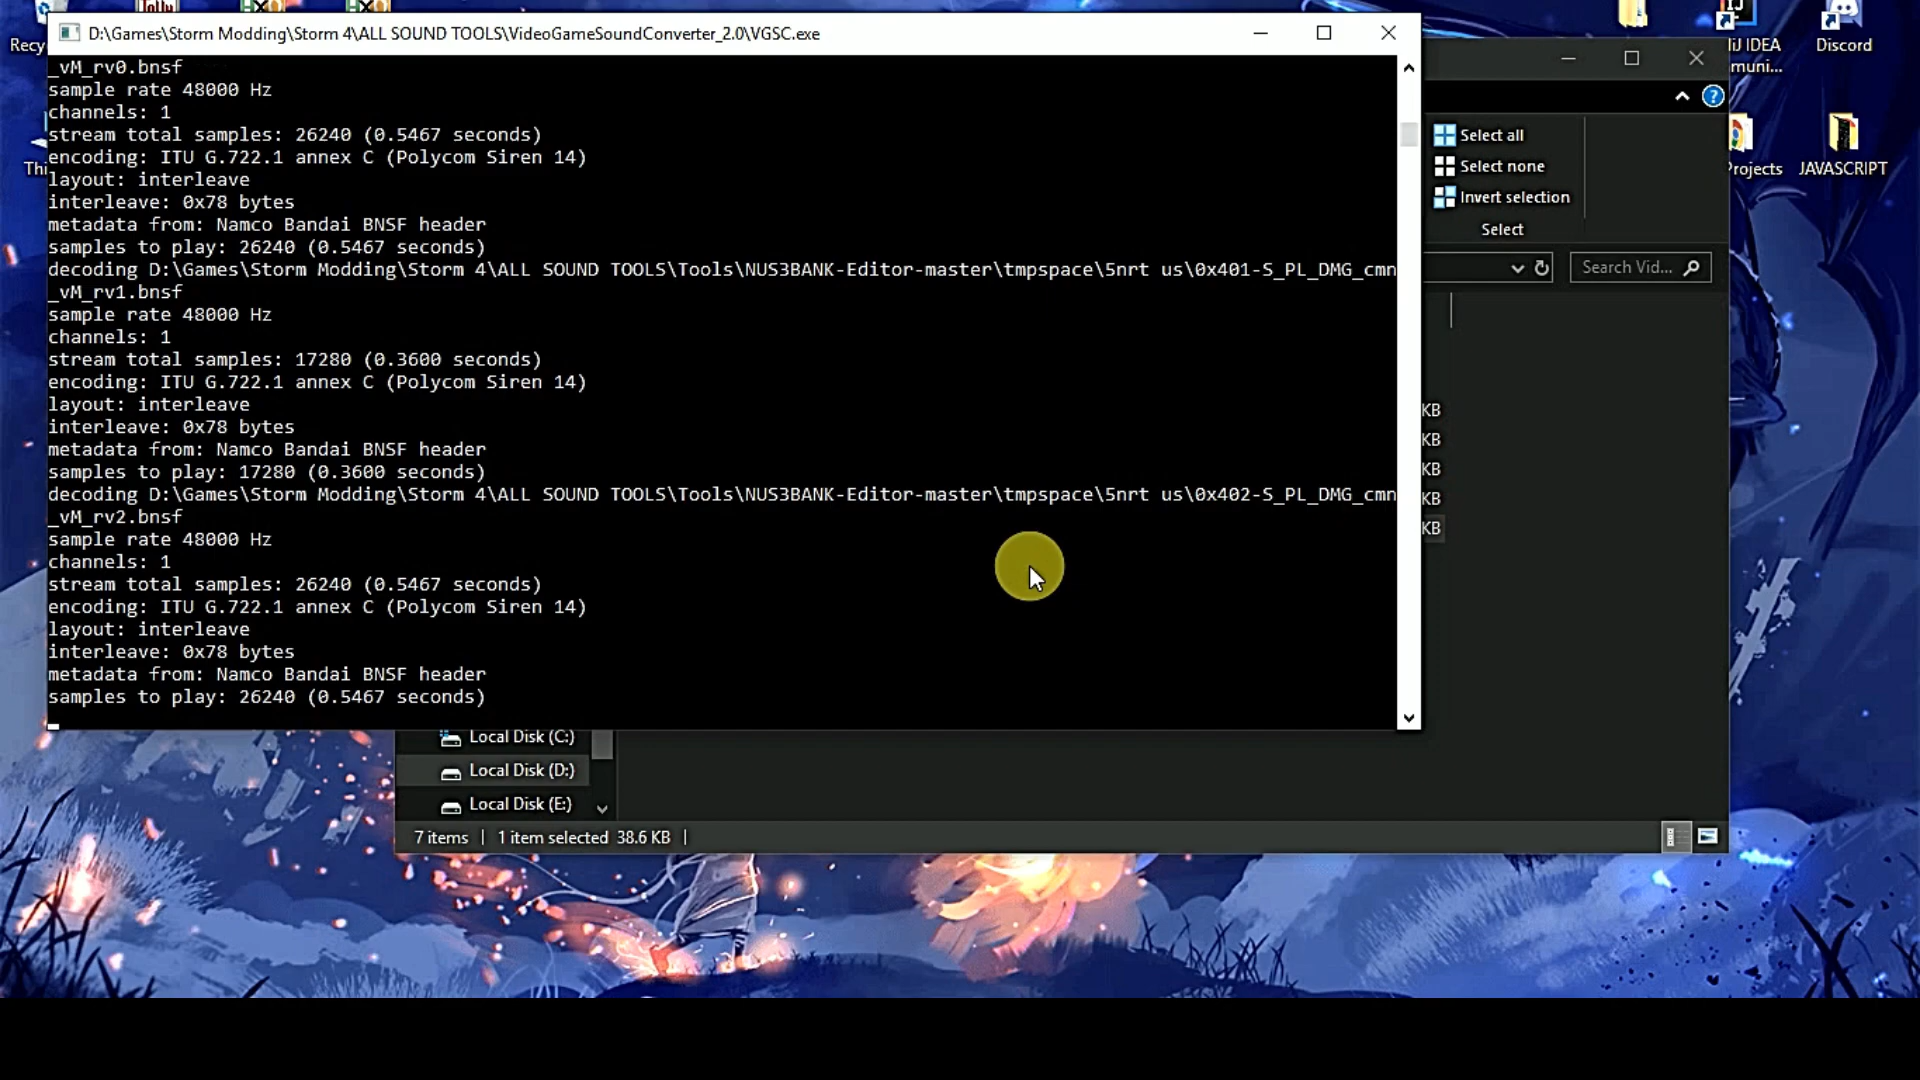 D:\Games\Storm Modding\Storm 4\ALL SOUND TOOLS\VideoGameSoundConverter_2.0\VGSC.exe
_vM_rv0.bnsf
sample rate 48000 Hz
channels: 1
stream total samples: 26240 (0.5467 seconds)
encoding: ITU G.722.1 annex C (Polycom Siren 14)
layout: interleave
interleave: 0x78 bytes
metadata from: Namco Bandai BNSF header
samples to play: 26240 (0.5467 seconds)
decoding D:\Games\Storm Modding\Storm 4\ALL SOUND TOOLS\Tools\NUS3BANK-Editor-master\tmpspace\5nrt us\0x401-S_PL_DMG_cmn
_vM_rv1.bnsf
sample rate 48000 Hz
channels: 1
stream total samples: 17280 (0.3600 seconds)
encoding: ITU G.722.1 annex C (Polycom Siren 14)
layout: interleave
interleave: 0x78 bytes
metadata from: Namco Bandai BNSF header
samples to play: 17280 (0.3600 seconds)
decoding D:\Games\Storm Modding\Storm 4\ALL SOUND TOOLS\Tools\NUS3BANK-Editor-master\tmpspace\5nrt us\0x402-S_PL_DMG_cmn
_vM_rv2.bnsf
sample rate 48000 Hz
channels: 1
stream total samples: 26240 (0.5467 seconds)
encoding: ITU G.722.1 annex C (Polycom Siren 14)
layout: interleave
interleave: 0x78 bytes
metadata from: Namco Bandai BNSF header
samples to play: 26240 (0.5467 seconds)
Select all
Select none
Invert selection
Select
Search Vid...
KB
KB
KB
KB
KB
Local Disk (C:)
Local Disk (D:)
Local Disk (E:)
7 items | 1 item selected 38.6 KB |
Recy
Thi
IJ IDEA
muni...
Discord
Projects
JAVASCRIPT